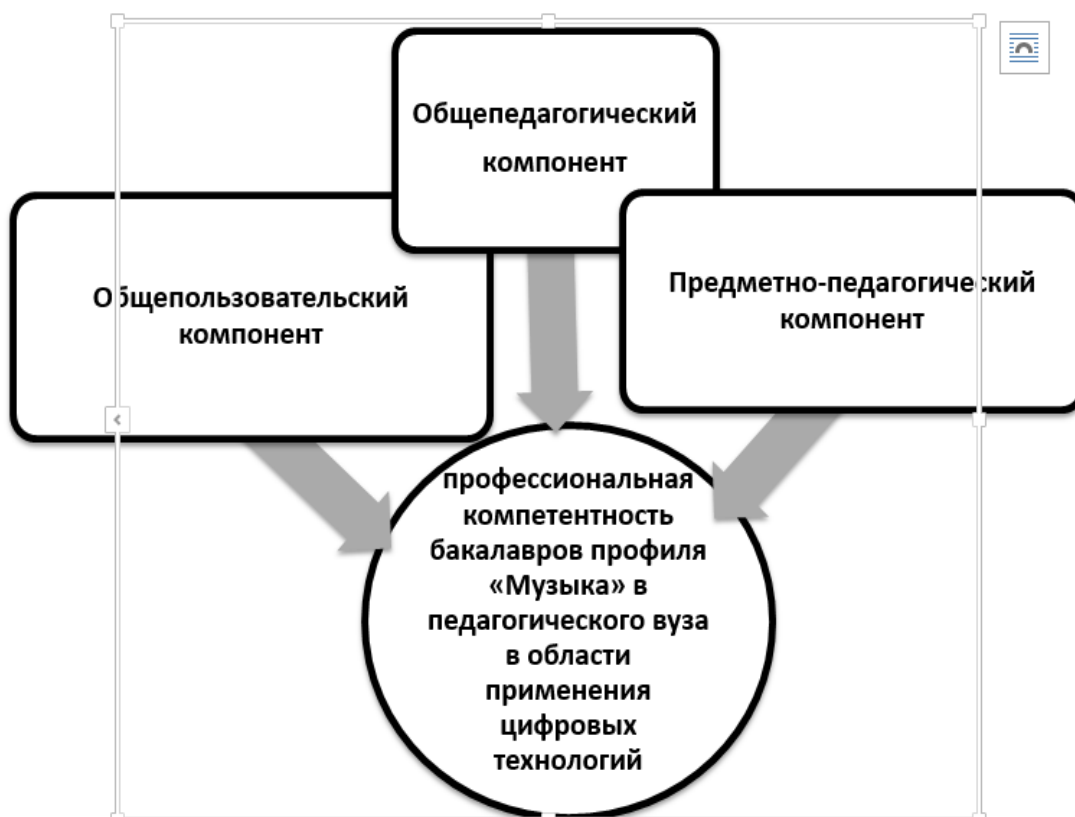 Общепедагогический
компонент
Общепользовательский
компонент
Предметно-педагогический
компонент
профессиональная
компетентность
бакалавров профиля
«Музыка» в
педагогического вуза
в области
применения
цифровых
технологий